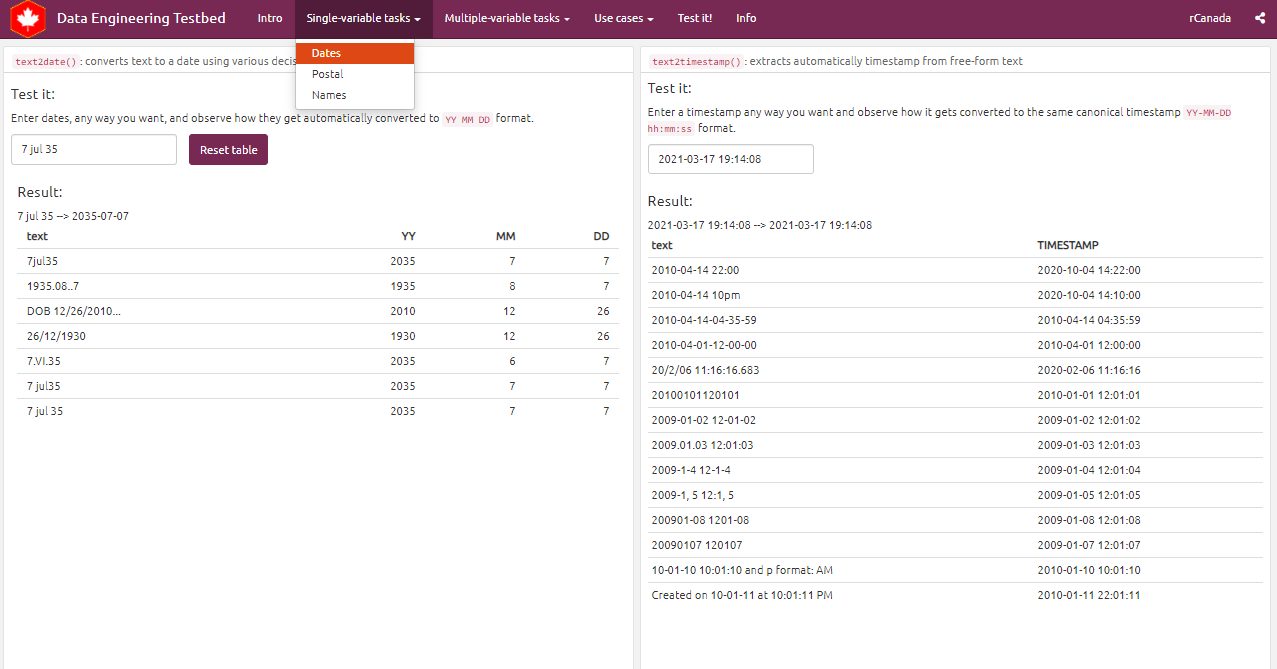 Data Engineering Testbed Intro Single-variable tasks Multiple-variable tasks Use cases Test it! Info rCanada
Dates
Postal
Names
text2date() : converts text to a date using various decis
Test it:
Enter dates, any way you want, and observe how they get automatically converted to YY MM DD format.
7 jul 35 Reset table
Result:
7 jul 35 --> 2035-07-07
text YY MM DD
7jul35 2035 7 7
1935.08..7 1935 8 7
DOB 12/26/2010... 2010 12 26
26/12/1930 1930 12 26
7.VI.35 2035 6 7
7 jul35 2035 7 7
7 jul 35 2035 7 7
text2timestamp() : extracts automatically timestamp from free-form text
Test it:
Enter a timestamp any way you want and observe how it gets converted to the same canonical timestamp YY-MM-DD
hh:mm:ss format.
2021-03-17 19:14:08
Result:
2021-03-17 19:14:08 --> 2021-03-17 19:14:08
text TIMESTAMP
2010-04-14 22:00 2020-10-04 14:22:00
2010-04-14 10pm 2020-10-04 14:10:00
2010-04-14-04-35-59 2010-04-14 04:35:59
2010-04-01-12-00-00 2010-04-01 12:00:00
20/2/06 11:16:16.683 2020-02-06 11:16:16
20100101120101 2010-01-01 12:01:01
2009-01-02 12-01-02 2009-01-02 12:01:02
2009.01.03 12:01:03 2009-01-03 12:01:03
2009-1-4 12-1-4 2009-01-04 12:01:04
2009-1, 5 12:1, 5 2009-01-05 12:01:05
200901-08 1201-08 2009-01-08 12:01:08
20090107 120107 2009-01-07 12:01:07
10-01-10 10:01:10 and p format: AM 2010-01-10 10:01:10
Created on 10-01-11 at 10:01:11 PM 2010-01-11 22:01:11